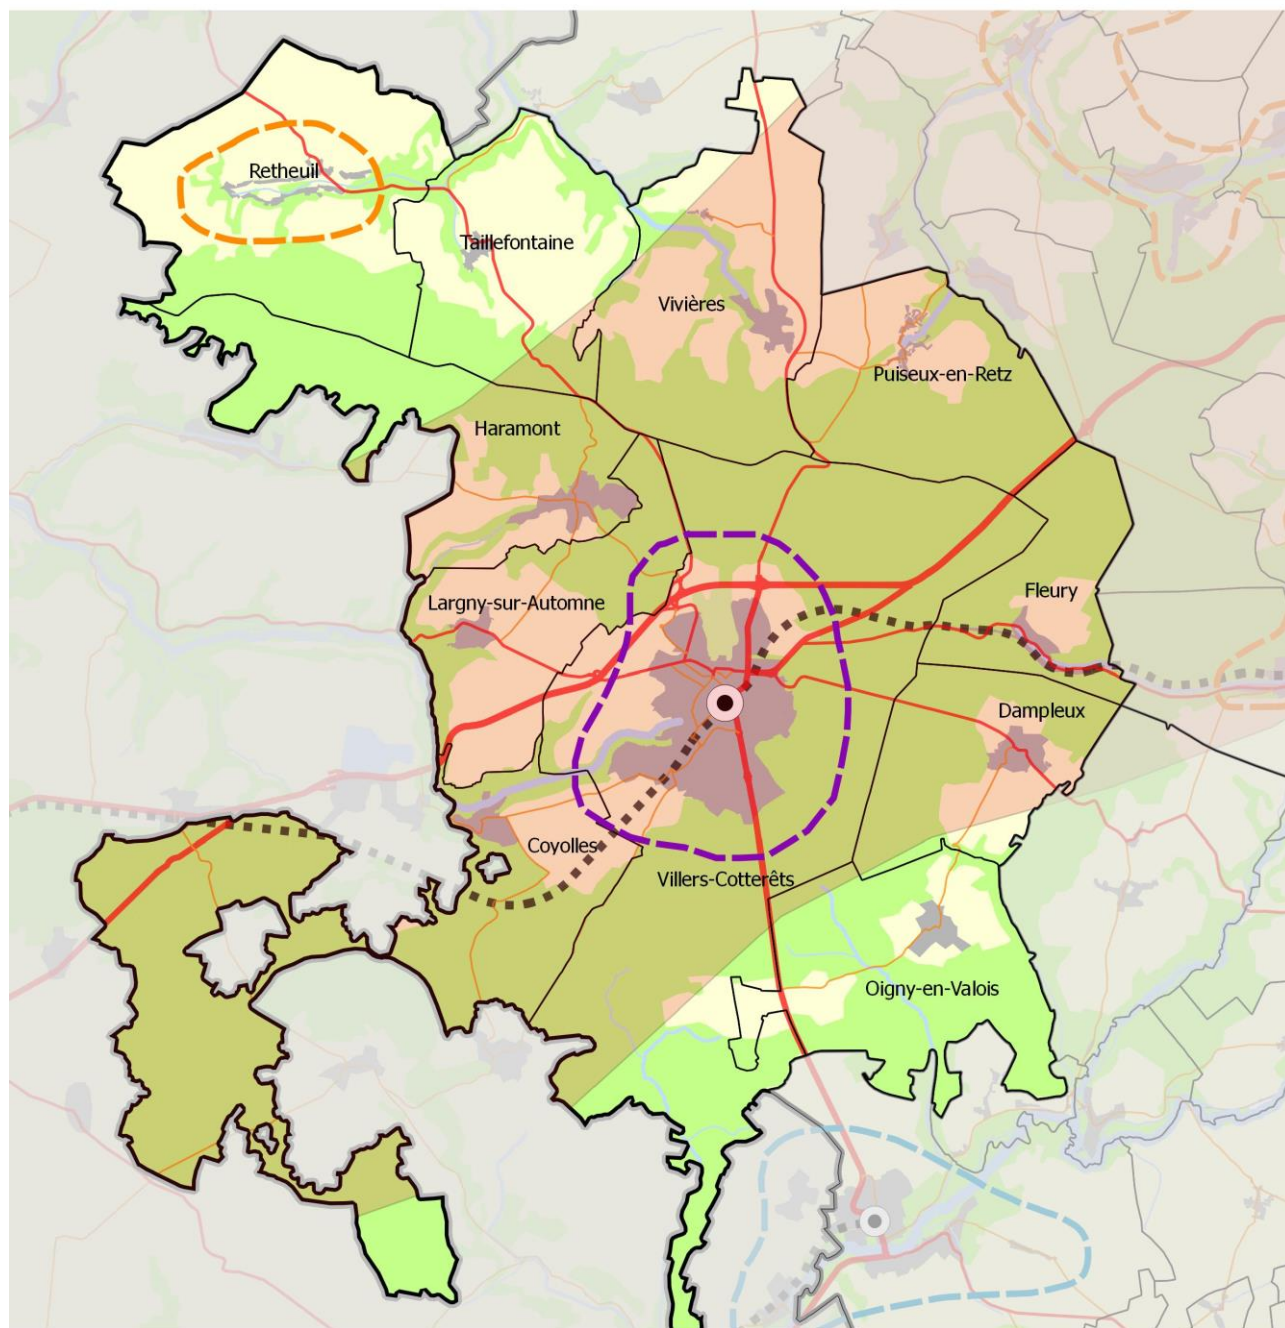 Retheuil
Taillefontaine
Vivières
Puiseux-en-Retz
Haramont
Largny-sur-Automne
Fleury
Dampleux
Coyolles
Villers-Cotterêts
Oigny-en-Valois